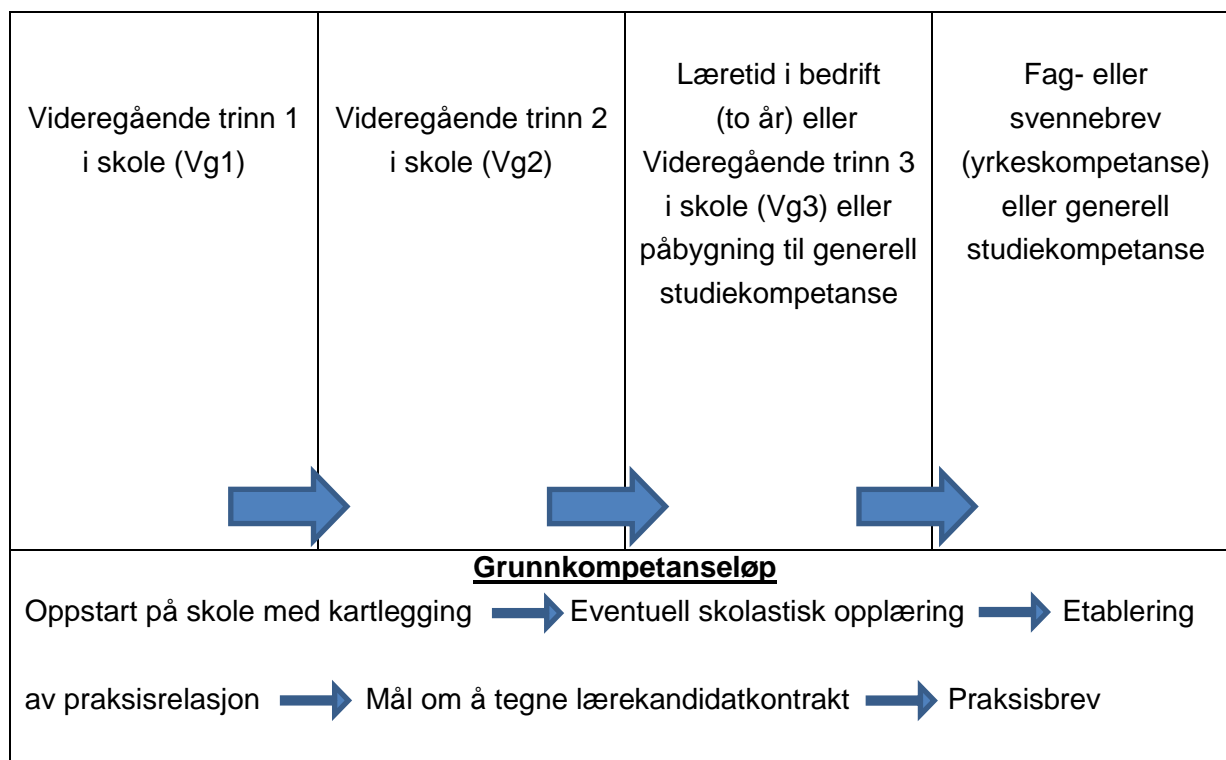 Videregående trinn 1
i skole (Vg1)
Videregående trinn 2
i skole (Vg2)
Læretid i bedrift
(to år) eller
Videregående trinn 3
i skole (Vg3) eller
påbygning til generell
studiekompetanse
Fag- eller
svennebrev
(yrkeskompetanse)
eller generell
studiekompetanse
Grunnkompetanseløp
Oppstart på skole med kartlegging Eventuell skolastisk opplæring Etablering
av praksisrelasjon Mål om å tegne lærekandidatkontrakt Praksisbrev